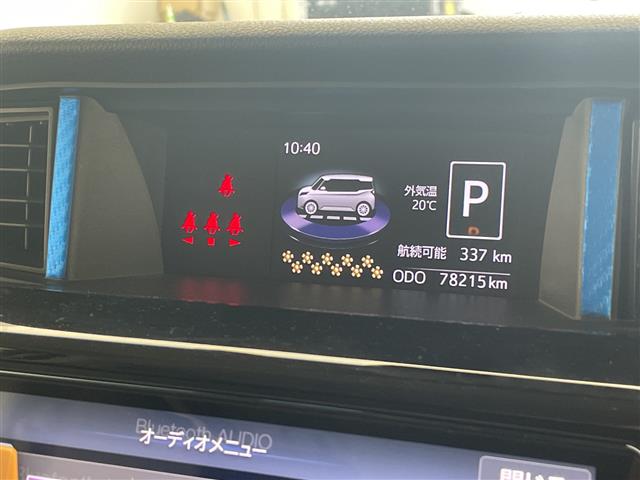 10:40
外気温
20℃
P
航続可能 337 km
ODO 78215km
Bluetooth AUDIO
オーディオメニュー